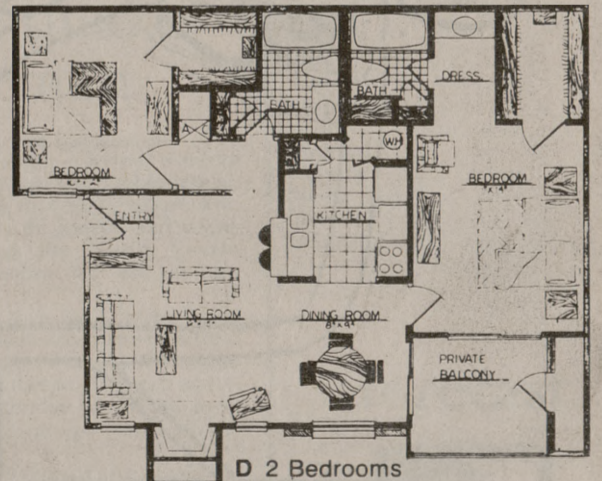 BATH
BATH
DRESS.
A/C
WH
BEDROOM
BEDROOM
ENTRY
KITCHEN
LIVING ROOM
DINING ROOM
PRIVATE
BALCONY
D 2 Bedrooms